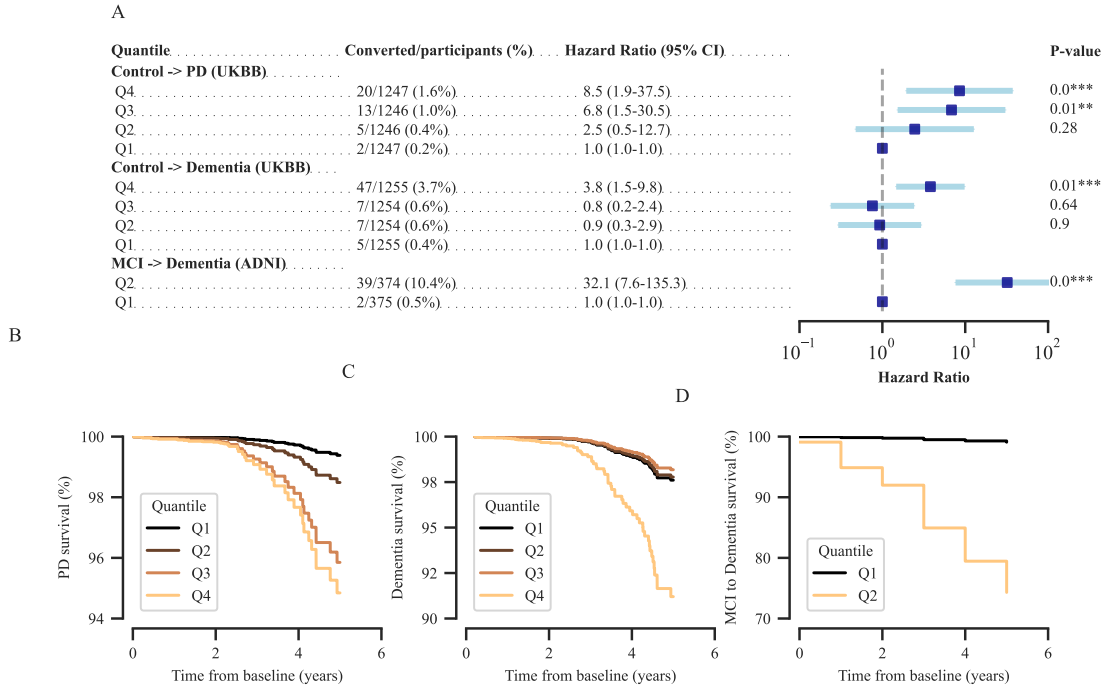 A
Quantile Converted/participants (%) Hazard Ratio (95% CI) P-value
Control -> PD (UKBB)
Q4 20/1247 (1.6%) 8.5 (1.9-37.5) 0.0***
Q3 13/1246 (1.0%) 6.8 (1.5-30.5) 0.01**
Q2 5/1246 (0.4%) 2.5 (0.5-12.7) 0.28
Q1 2/1247 (0.2%) 1.0 (1.0-1.0)
Control -> Dementia (UKBB)
Q4 47/1255 (3.7%) 3.8 (1.5-9.8) 0.01***
Q3 7/1254 (0.6%) 0.8 (0.2-2.4) 0.64
Q2 7/1254 (0.6%) 0.9 (0.3-2.9) 0.9
Q1 5/1255 (0.4%) 1.0 (1.0-1.0)
MCI -> Dementia (ADNI)
Q2 39/374 (10.4%) 32.1 (7.6-135.3) 0.0***
Q1 2/375 (0.5%) 1.0 (1.0-1.0)
10⁻¹ 10⁰ 10¹ 10²
Hazard Ratio
B
PD survival (%)
100
98
96
94
Quantile
Q1
Q2
Q3
Q4
0 2 4 6
Time from baseline (years)
C
Dementia survival (%)
100
98
95
92
90
Quantile
Q1
Q2
Q3
Q4
0 2 4 6
Time from baseline (years)
D
MCI to Dementia survival (%)
100
90
80
70
Quantile
Q1
Q2
0 2 4 6
Time from baseline (years)